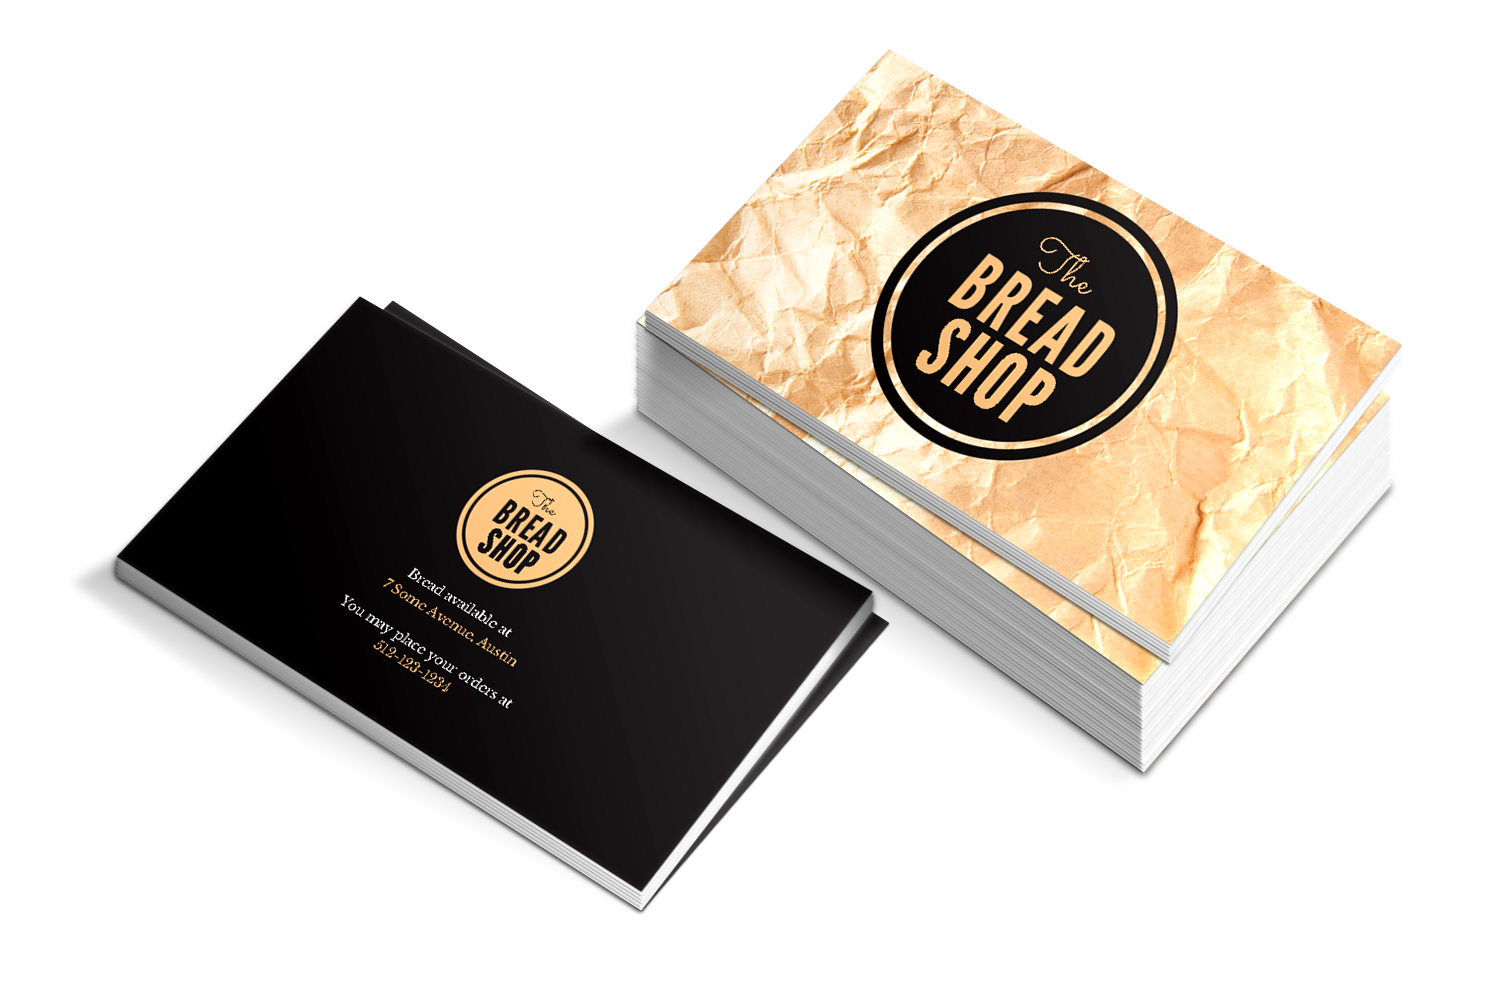 The
BREAD
SHOP
The
BREAD
SHOP
Bread available at
7 Some Avenue, Austin
You may place your orders at
512-123-1234